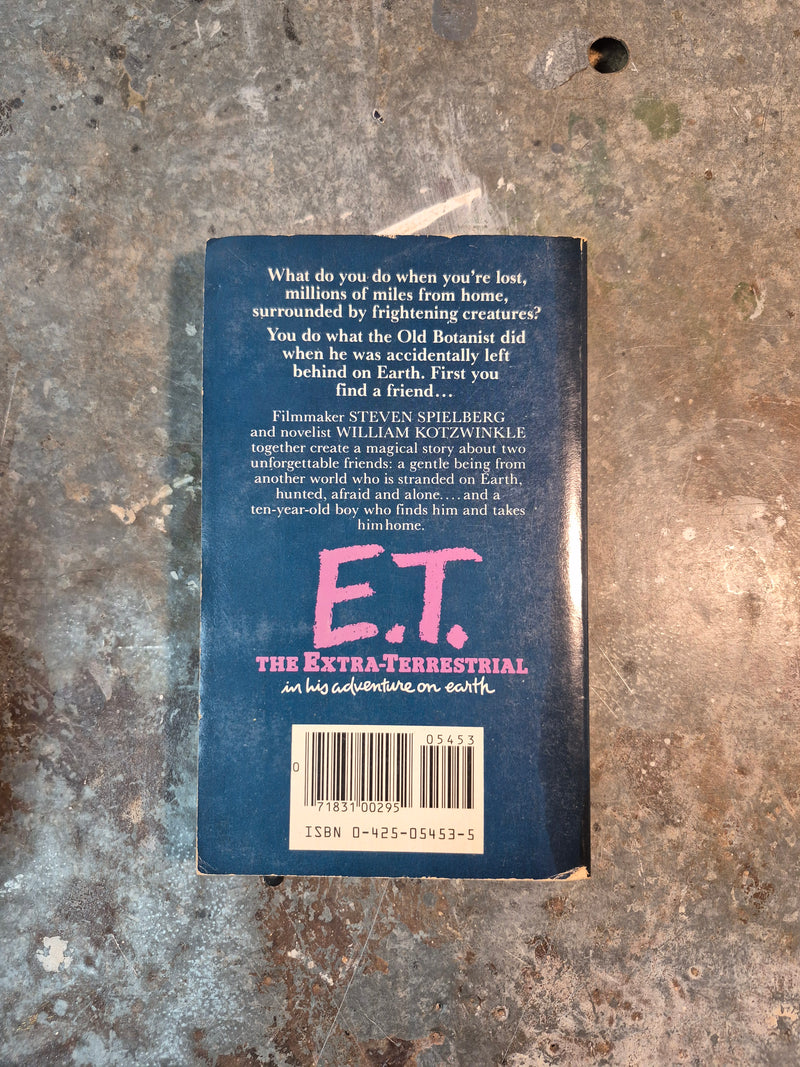 What do you do when you're lost,
millions of miles from home,
surrounded by frightening creatures?
You do what the Old Botanist did
when he was accidentally left
behind on Earth. First you
find a friend...
Filmmaker STEVEN SPIELBERG
and novelist WILLIAM KOTZWINKLE
together create a magical story about two
unforgettable friends: a gentle being from
another world who is stranded on Earth,
hunted, afraid and alone....and a
ten-year-old boy who finds him and takes
him home.
E.T.
THE EXTRA-TERRESTRIAL
in his adventure on earth
05453
0
71831 00295
ISBN 0-425-05453-5